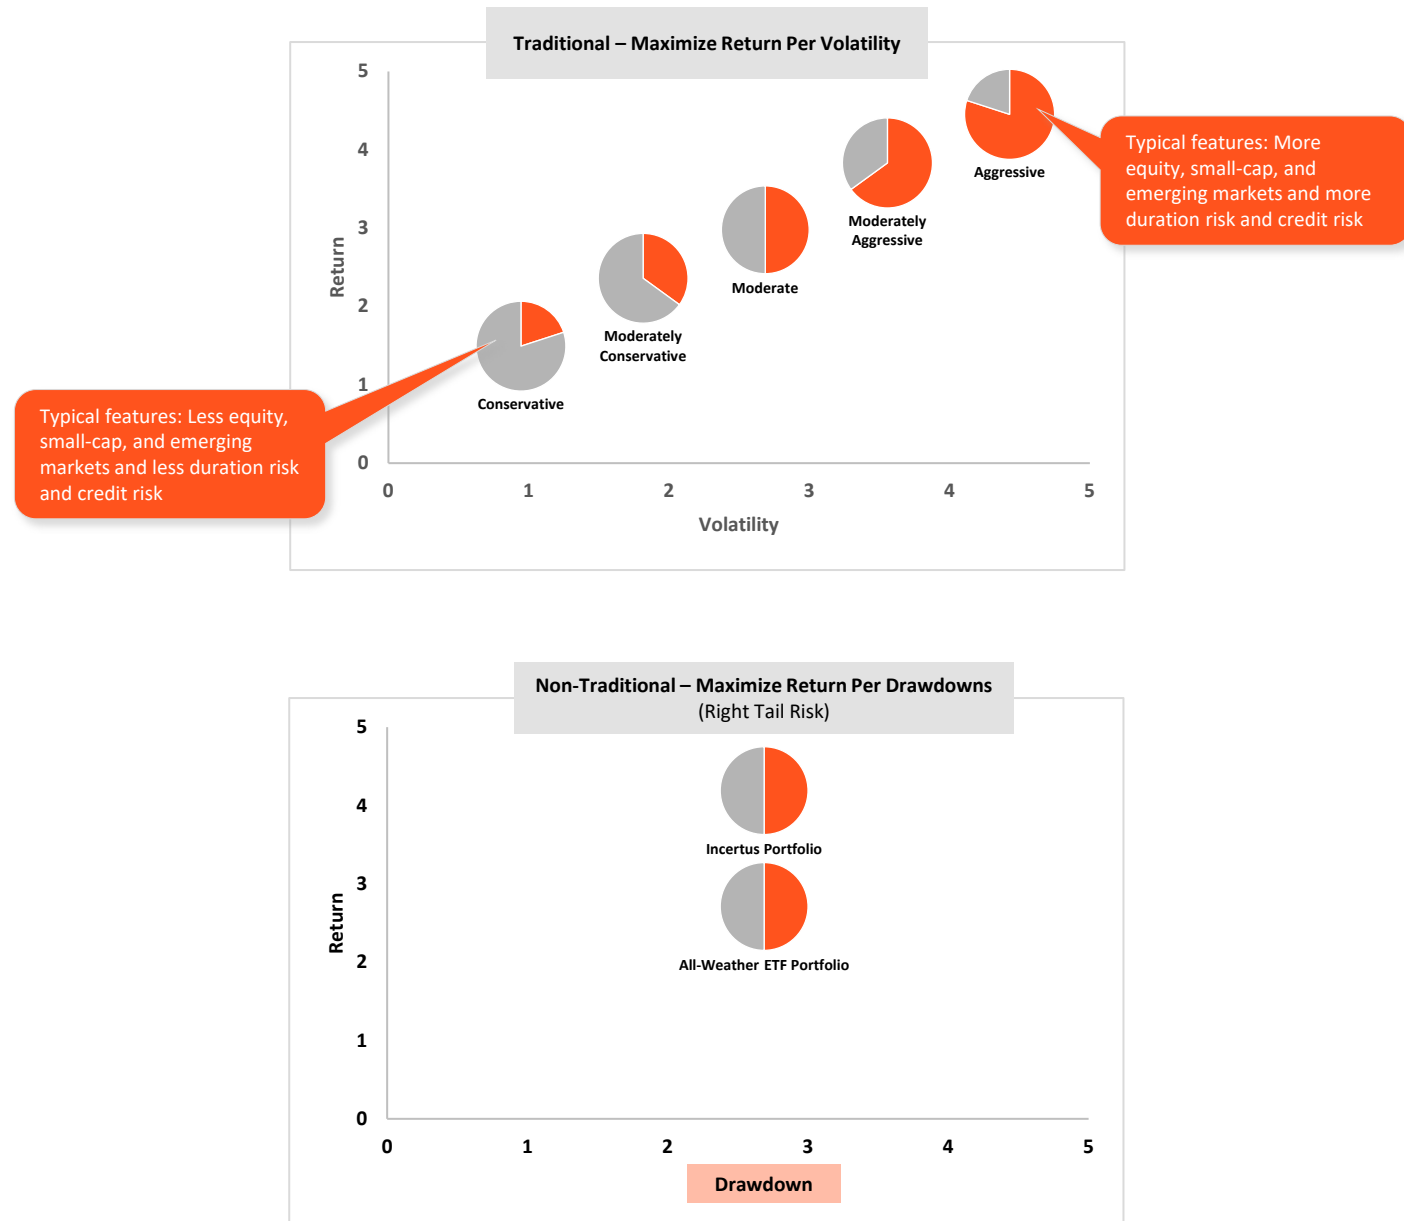 Traditional – Maximize Return Per Volatility
5
4
3
2
1
0
Return
0 1 2 3 4 5
Volatility
Aggressive
Moderately
Aggressive
Moderate
Moderately
Conservative
Conservative
Typical features: More
equity, small-cap, and
emerging markets and more
duration risk and credit risk
Typical features: Less equity,
small-cap, and emerging
markets and less duration risk
and credit risk
Non-Traditional – Maximize Return Per Drawdowns
(Right Tail Risk)
5
4
3
2
1
0
Return
Incertus Portfolio
All-Weather ETF Portfolio
0 1 2 3 4 5
Drawdown